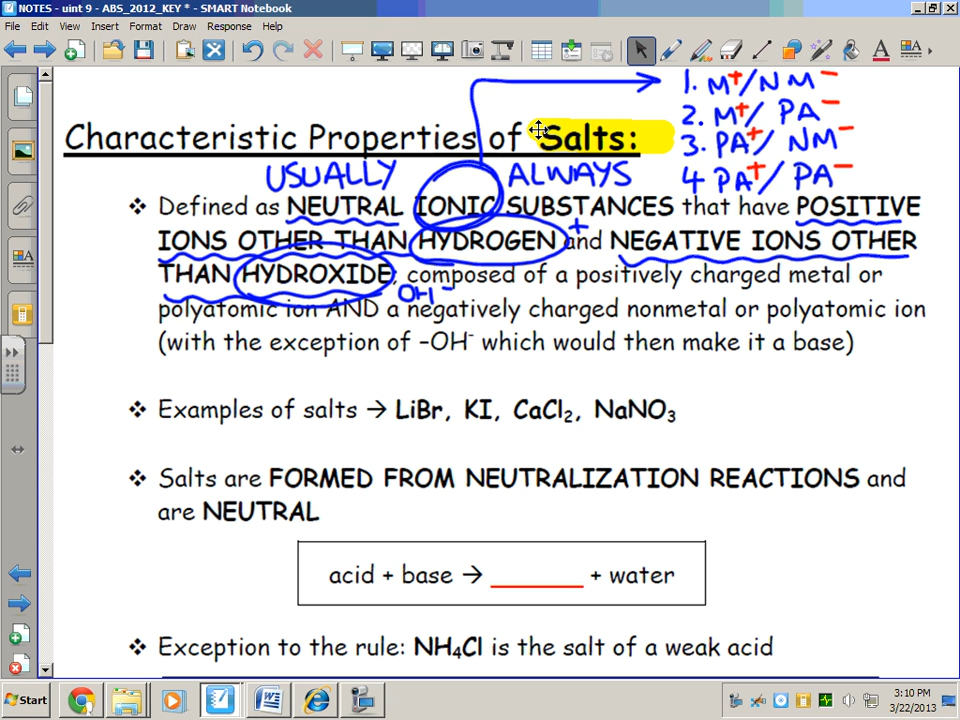 NOTES - uint 9 - ABS_2012_KEY * - SMART Notebook
File Edit View Insert Format Draw Response Help
1. M+/NM-
2. M+/ PA-
Characteristic Properties of Salts:
3. PA+/ NM-
USUALLY ALWAYS
4 PA+/ PA-
❖ Defined as NEUTRAL IONIC SUBSTANCES that have POSITIVE
IONS OTHER THAN HYDROGEN + and NEGATIVE IONS OTHER
THAN HYDROXIDE, composed of a positively charged metal or
OH-
polyatomic ion AND a negatively charged nonmetal or polyatomic ion
(with the exception of –OH- which would then make it a base)
❖ Examples of salts → LiBr, KI, CaCl₂, NaNO₃
❖ Salts are FORMED FROM NEUTRALIZATION REACTIONS and
are NEUTRAL
acid + base → ________ + water
❖ Exception to the rule: NH₄Cl is the salt of a weak acid
Start
3:10 PM
3/22/2013